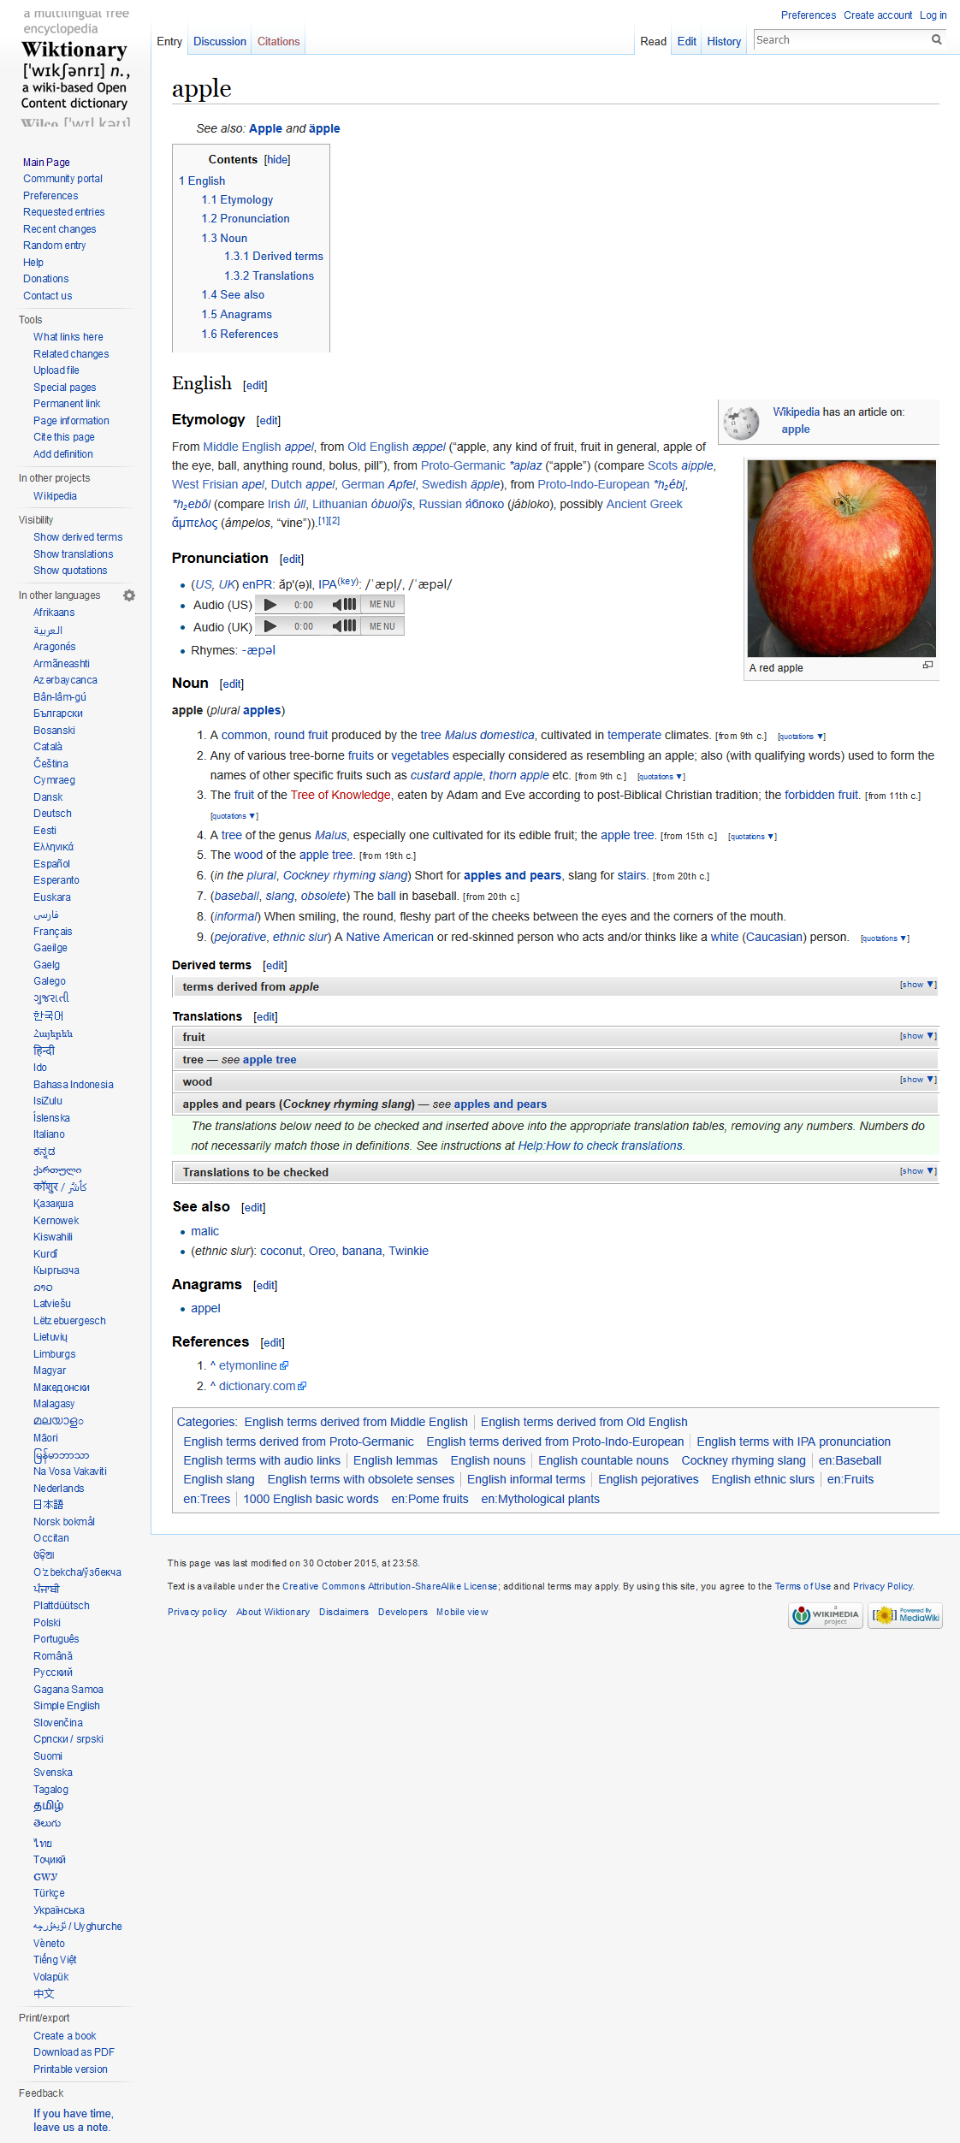 a multilingual free
encyclopedia
Wiktionary
['wɪkʃənrɪ] n.,
a wiki-based Open
Content dictionary
Preferences Create account Log in
Entry Discussion Citations Read Edit History Search
apple
See also: Apple and äpple
Contents [hide]
1 English
1.1 Etymology
1.2 Pronunciation
1.3 Noun
1.3.1 Derived terms
1.3.2 Translations
1.4 See also
1.5 Anagrams
1.6 References
English [edit]
Wikipedia has an article on:
apple
Etymology [edit]
From Middle English appel, from Old English æppel (“apple, any kind of fruit, fruit in general, apple of
the eye, ball, anything round, bolus, pill”), from Proto-Germanic *aplaz (“apple”) (compare Scots aipple,
West Frisian apel, Dutch appel, German Apfel, Swedish äpple), from Proto-Indo-European *h₂ébl̥,
*h₂ebōl (compare Irish úll, Lithuanian óbuolỹs, Russian я́блоко (jábloko), possibly Ancient Greek
ἄμπελος (ámpelos, “vine”)).[1][2]
A red apple
Pronunciation [edit]
(US, UK) enPR: ăp'(ə)l, IPA(key): /ˈæpl̩/, /ˈæpəl/
Audio (US) 0:00 MENU
Audio (UK) 0:00 MENU
Rhymes: -æpəl
Noun [edit]
apple (plural apples)
1. A common, round fruit produced by the tree Malus domestica, cultivated in temperate climates. [from 9th c.] [quotations ▼]
2. Any of various tree-borne fruits or vegetables especially considered as resembling an apple; also (with qualifying words) used to form the
names of other specific fruits such as custard apple, thorn apple etc. [from 9th c.] [quotations ▼]
3. The fruit of the Tree of Knowledge, eaten by Adam and Eve according to post-Biblical Christian tradition; the forbidden fruit. [from 11th c.]
[quotations ▼]
4. A tree of the genus Malus, especially one cultivated for its edible fruit; the apple tree. [from 15th c.] [quotations ▼]
5. The wood of the apple tree. [from 19th c.]
6. (in the plural, Cockney rhyming slang) Short for apples and pears, slang for stairs. [from 20th c.]
7. (baseball, slang, obsolete) The ball in baseball. [from 20th c.]
8. (informal) When smiling, the round, fleshy part of the cheeks between the eyes and the corners of the mouth.
9. (pejorative, ethnic slur) A Native American or red-skinned person who acts and/or thinks like a white (Caucasian) person. [quotations ▼]
Derived terms [edit]
terms derived from apple [show ▼]
Translations [edit]
fruit [show ▼]
tree — see apple tree
wood [show ▼]
apples and pears (Cockney rhyming slang) — see apples and pears
The translations below need to be checked and inserted above into the appropriate translation tables, removing any numbers. Numbers do
not necessarily match those in definitions. See instructions at Help:How to check translations.
Translations to be checked [show ▼]
See also [edit]
malic
(ethnic slur): coconut, Oreo, banana, Twinkie
Anagrams [edit]
appel
References [edit]
1. ^ etymonline
2. ^ dictionary.com
Categories: English terms derived from Middle English English terms derived from Old English
English terms derived from Proto-Germanic English terms derived from Proto-Indo-European English terms with IPA pronunciation
English terms with audio links English lemmas English nouns English countable nouns Cockney rhyming slang en:Baseball
English slang English terms with obsolete senses English informal terms English pejoratives English ethnic slurs en:Fruits
en:Trees 1000 English basic words en:Pome fruits en:Mythological plants
This page was last modified on 30 October 2015, at 23:58.
Text is available under the Creative Commons Attribution-ShareAlike License; additional terms may apply. By using this site, you agree to the Terms of Use and Privacy Policy.
Privacy policy About Wiktionary Disclaimers Developers Mobile view
A WIKIMEDIA project
Powered By MediaWiki
Main Page
Community portal
Preferences
Requested entries
Recent changes
Random entry
Help
Donations
Contact us
Tools
What links here
Related changes
Upload file
Special pages
Permanent link
Page information
Cite this page
Add definition
In other projects
Wikipedia
Visibility
Show derived terms
Show translations
Show quotations
In other languages
Afrikaans
العربية
Aragonés
Armãneashti
Azərbaycanca
Bân-lâm-gú
Български
Bosanski
Català
Čeština
Cymraeg
Dansk
Deutsch
Eesti
Ελληνικά
Español
Esperanto
Euskara
فارسی
Français
Gaeilge
Gaelg
Galego
ગુજરાતી
한국어
Հայերեն
हिन्दी
Ido
Bahasa Indonesia
IsiZulu
Íslenska
Italiano
ಕನ್ನಡ
ქართული
कॉशुर / كٲشُر
Қазақша
Kernowek
Kiswahili
Kurdî
Кыргызча
ລາວ
Latviešu
Lëtzebuergesch
Lietuvių
Limburgs
Magyar
Македонски
Malagasy
മലയാളം
Māori
မြန်မာဘာသာ
Na Vosa Vakaviti
Nederlands
日本語
Norsk bokmål
Occitan
ଓଡ଼ିଆ
O'zbekcha/ўзбекча
ਪੰਜਾਬੀ
Plattdüütsch
Polski
Português
Română
Русский
Gagana Samoa
Simple English
Slovenčina
Српски / srpski
Suomi
Svenska
Tagalog
தமிழ்
తెలుగు
ไทย
Тоҷикӣ
ᏣᎳᎩ
Türkçe
Українська
ئۇيغۇرچە / Uyghurche
Vèneto
Tiếng Việt
Volapük
中文
Print/export
Create a book
Download as PDF
Printable version
Feedback
If you have time,
leave us a note.